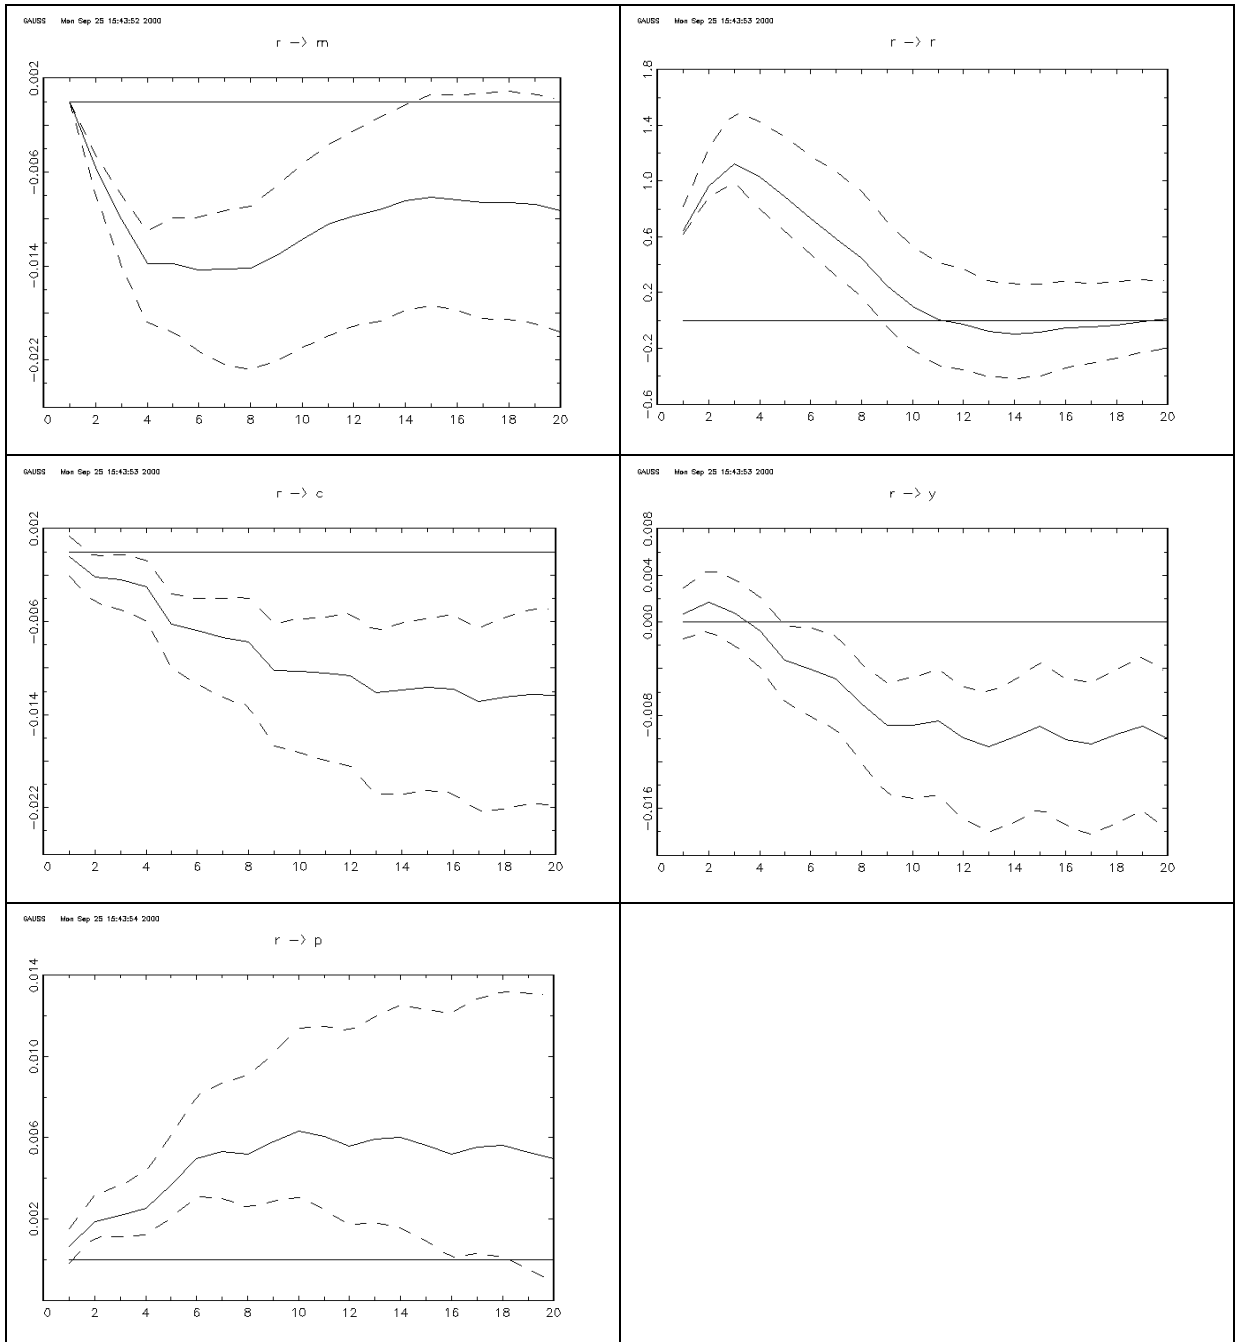 GAUSS Mon Sep 25 15:43:52 2000
r -> m
0.002
-0.006
-0.014
-0.022
0 2 4 6 8 10 12 14 16 18 20
GAUSS Mon Sep 25 15:43:53 2000
r -> r
1.8
1.4
1.0
0.6
0.2
-0.2
-0.6
0 2 4 6 8 10 12 14 16 18 20
GAUSS Mon Sep 25 15:43:53 2000
r -> c
0.002
-0.006
-0.014
-0.022
0 2 4 6 8 10 12 14 16 18 20
GAUSS Mon Sep 25 15:43:53 2000
r -> y
0.008
0.004
0.000
-0.008
-0.016
0 2 4 6 8 10 12 14 16 18 20
GAUSS Mon Sep 25 15:43:54 2000
r -> p
0.014
0.010
0.006
0.002
0 2 4 6 8 10 12 14 16 18 20